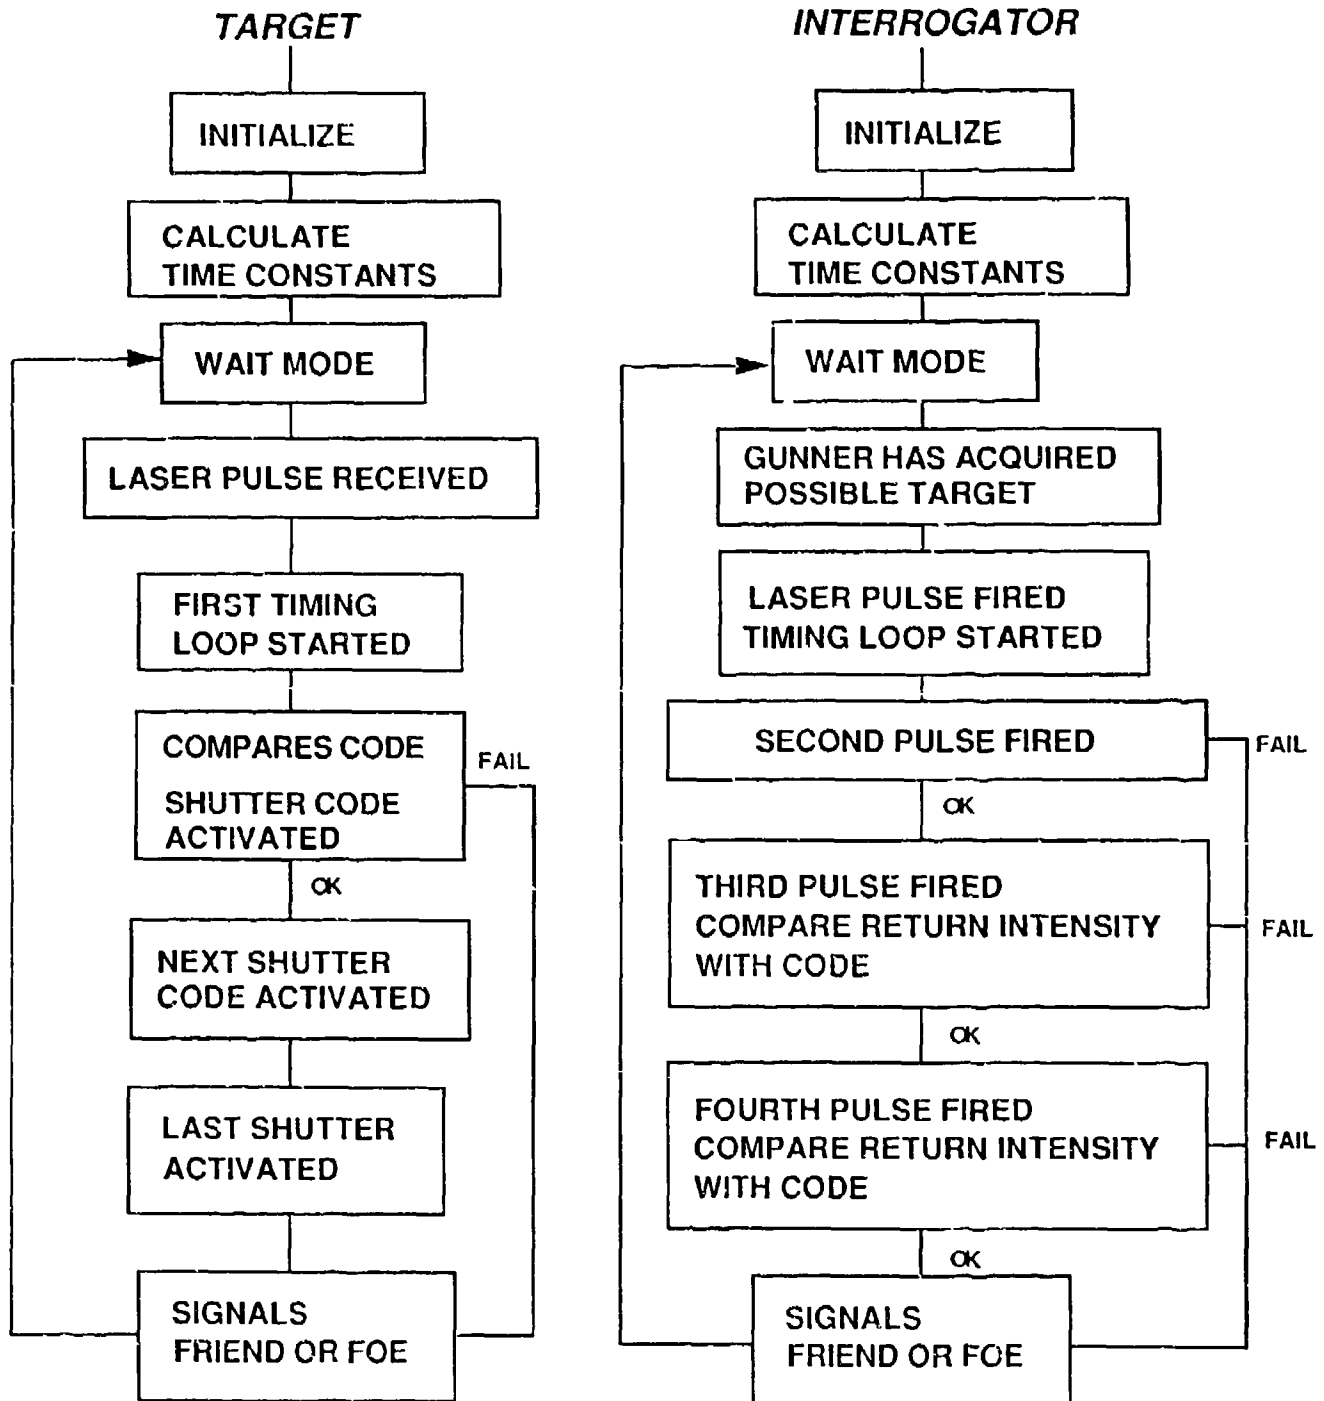 TARGET
INITIALIZE
CALCULATE
TIME CONSTANTS
WAIT MODE
LASER PULSE RECEIVED
FIRST TIMING
LOOP STARTED
COMPARES CODE
SHUTTER CODE
ACTIVATED
FAIL
OK
NEXT SHUTTER
CODE ACTIVATED
LAST SHUTTER
ACTIVATED
SIGNALS
FRIEND OR FOE
INTERROGATOR
INITIALIZE
CALCULATE
TIME CONSTANTS
WAIT MODE
GUNNER HAS ACQUIRED
POSSIBLE TARGET
LASER PULSE FIRED
TIMING LOOP STARTED
SECOND PULSE FIRED
FAIL
OK
THIRD PULSE FIRED
COMPARE RETURN INTENSITY
WITH CODE
FAIL
OK
FOURTH PULSE FIRED
COMPARE RETURN INTENSITY
WITH CODE
FAIL
OK
SIGNALS
FRIEND OR FOE